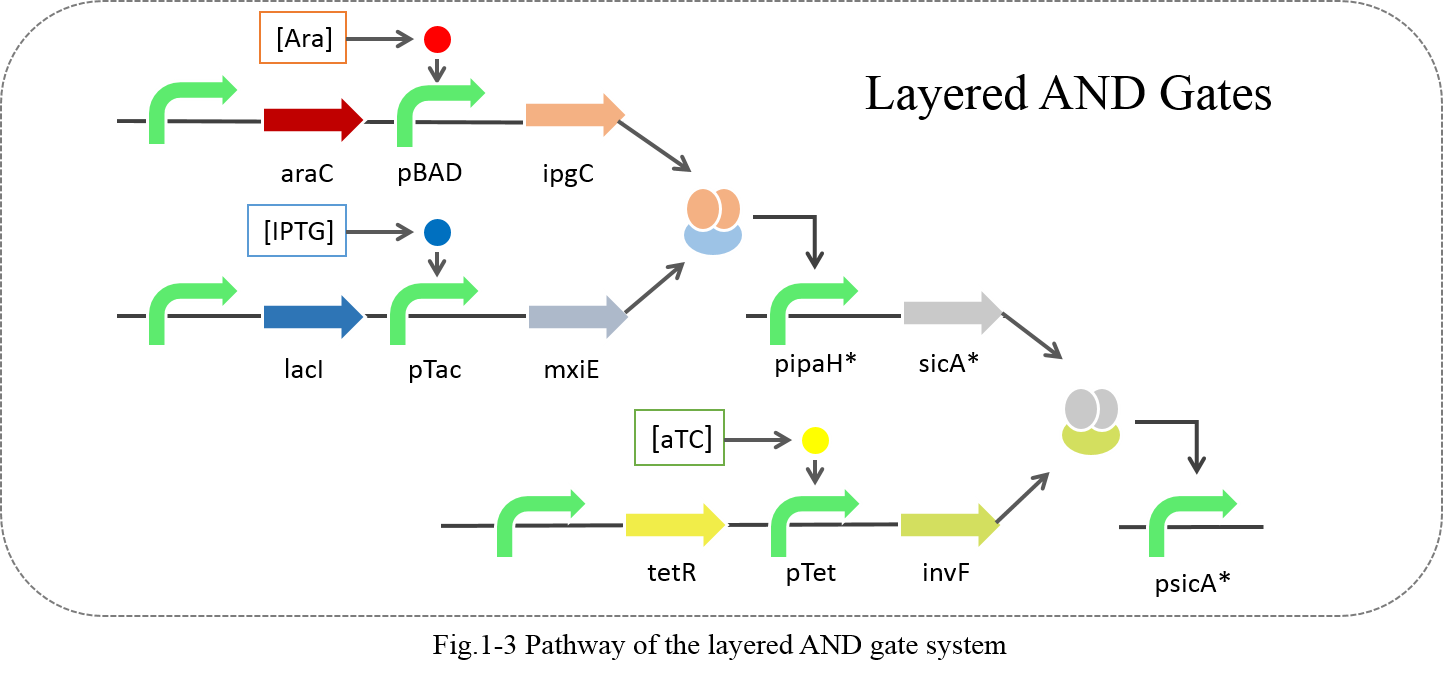 [Ara]
Layered AND Gates
araC
pBAD
ipgC
[IPTG]
lacI
pTac
mxiE
pipaH*
sicA*
[aTC]
tetR
pTet
invF
psicA*
Fig.1-3 Pathway of the layered AND gate system